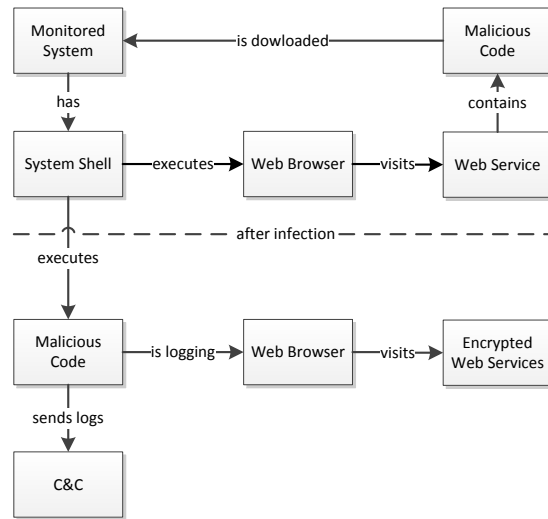 Monitored
System
is dowloaded
Malicious
Code
has
contains
System Shell
executes
Web Browser
visits
Web Service
after infection
executes
Malicious
Code
is logging
Web Browser
visits
Encrypted
Web Services
sends logs
C&C